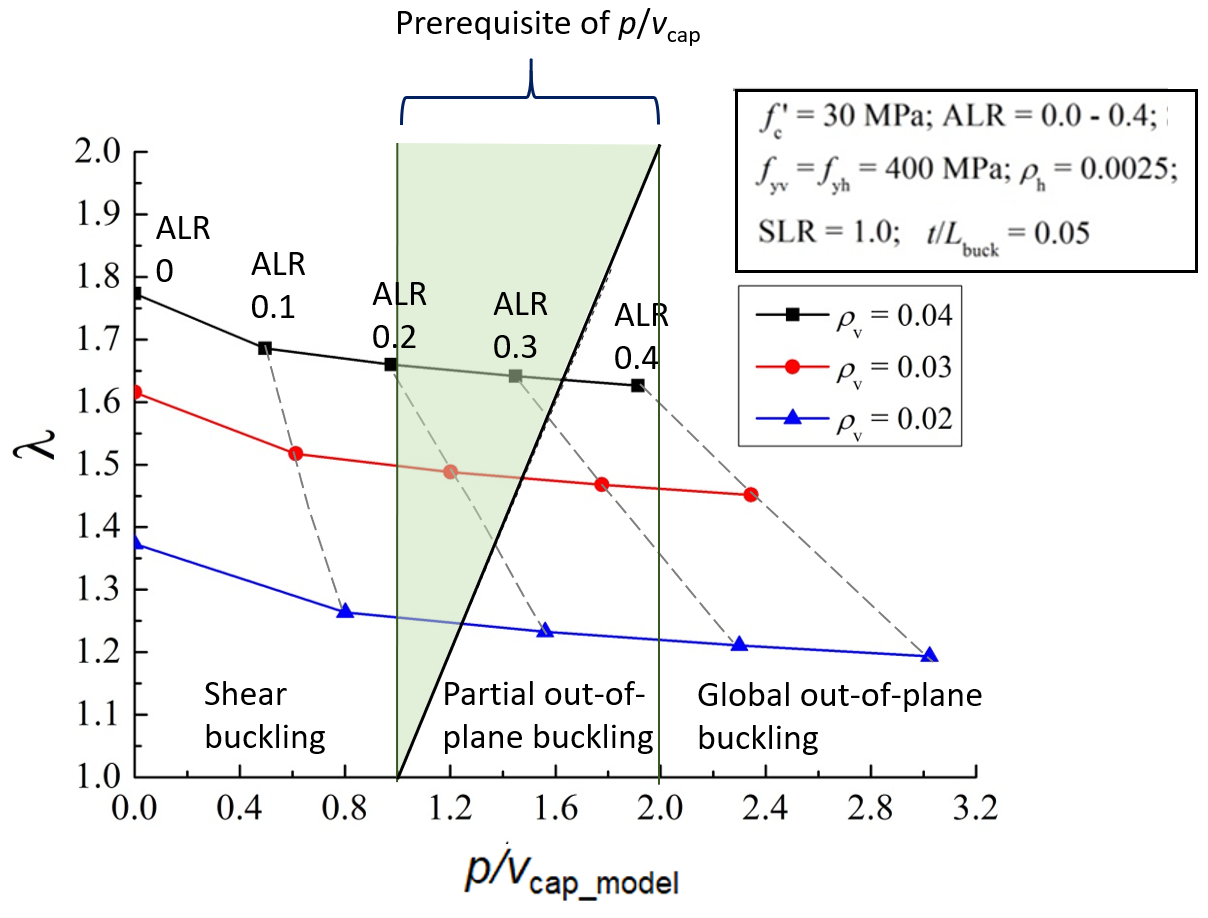 Prerequisite of p/vcap
f'c = 30 MPa; ALR = 0.0 - 0.4;
fyv = fyh = 400 MPa; ρh = 0.0025;
SLR = 1.0; t/Lbuck = 0.05
ρv = 0.04
ρv = 0.03
ρv = 0.02
2.0
1.9
1.8
1.7
1.6
1.5
1.4
1.3
1.2
1.1
1.0
λ
ALR
0
ALR
0.1
ALR
0.2
ALR
0.3
ALR
0.4
Shear
buckling
Partial out-of-
plane buckling
Global out-of-plane
buckling
0.0 0.4 0.8 1.2 1.6 2.0 2.4 2.8 3.2
p/vcap_model